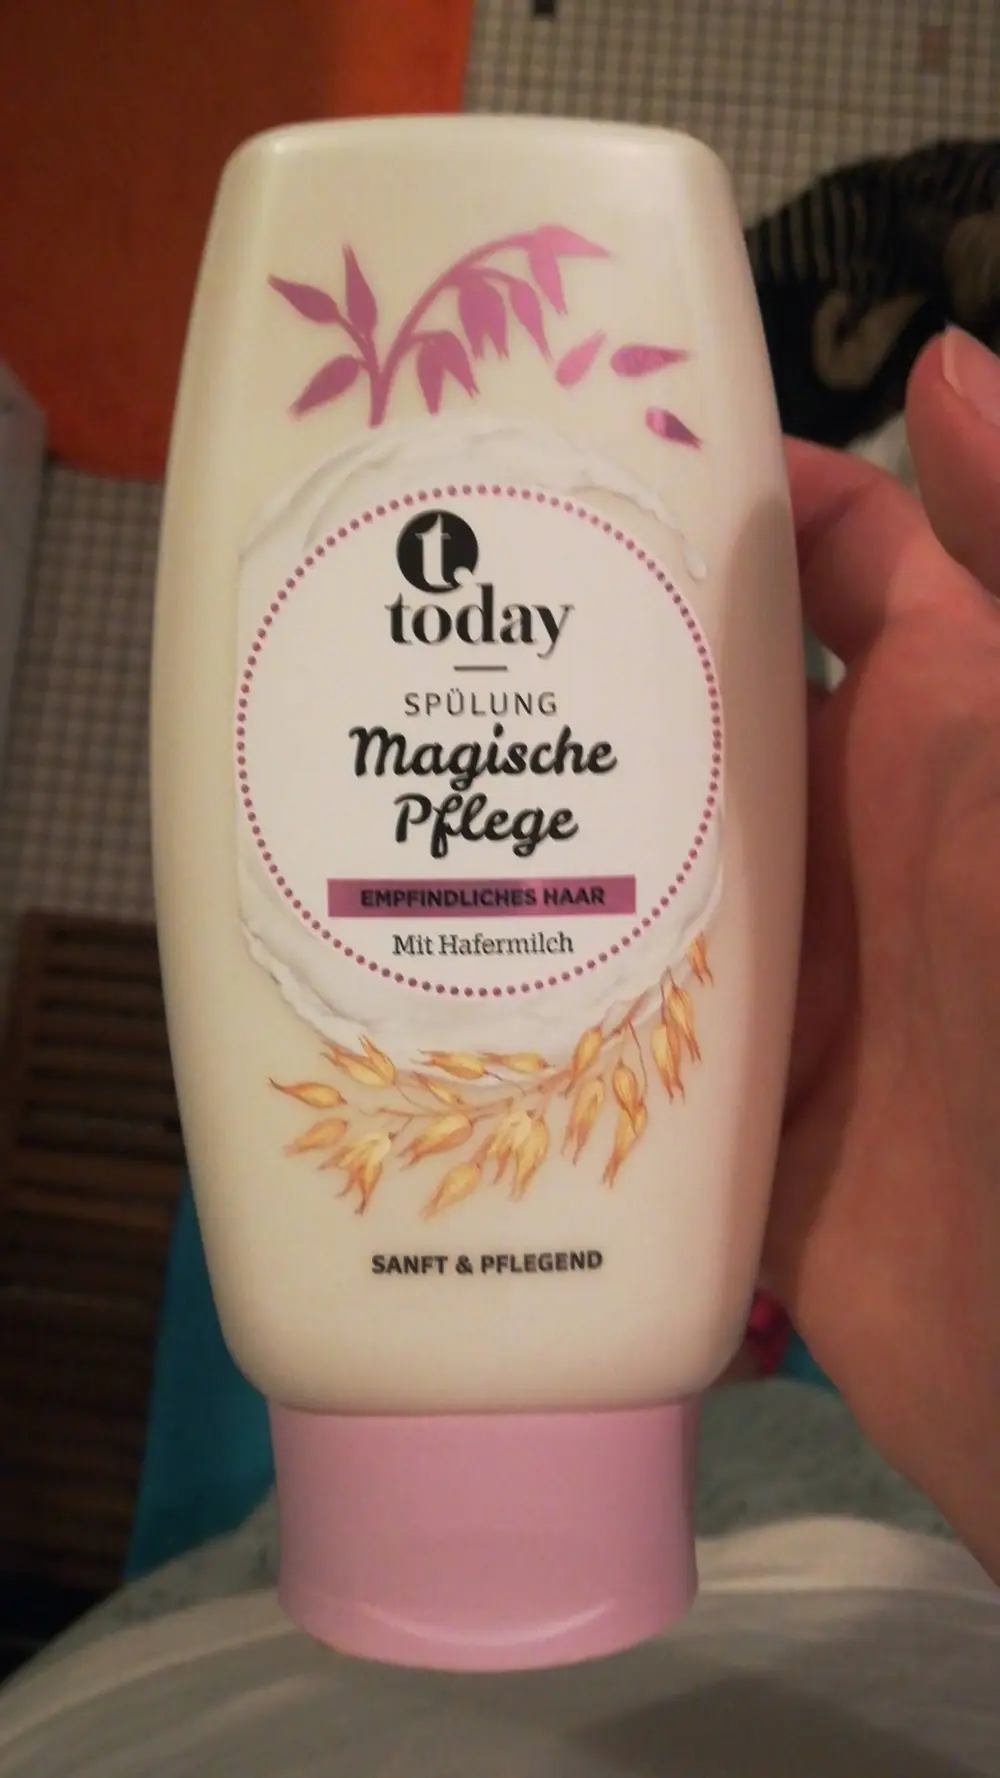 t.
today
SPÜLUNG
Magische
Pflege
EMPFINDLICHES HAAR
Mit Hafermilch
SANFT & PFLEGEND